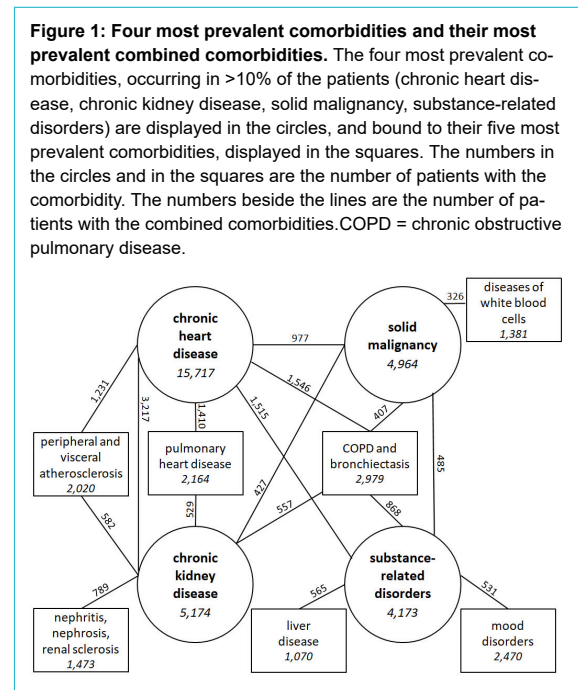 Figure 1: Four most prevalent comorbidities and their most
prevalent combined comorbidities. The four most prevalent co-
morbidities, occurring in >10% of the patients (chronic heart dis-
ease, chronic kidney disease, solid malignancy, substance-related
disorders) are displayed in the circles, and bound to their five most
prevalent comorbidities, displayed in the squares. The numbers in
the circles and in the squares are the number of patients with the
comorbidity. The numbers beside the lines are the number of pa-
tients with the combined comorbidities.COPD = chronic obstructive
pulmonary disease.
chronic
heart
disease
15,717
977
solid
malignancy
4,964
326
diseases of
white blood
cells
1,381
1,231
3,217
1,410
1,515
1,546
407
peripheral and
visceral
atherosclerosis
2,020
pulmonary
heart disease
2,164
COPD and
bronchiectasis
2,979
485
582
529
427
557
868
chronic
kidney
disease
5,174
substance-
related
disorders
4,173
789
565
531
nephritis,
nephrosis,
renal sclerosis
1,473
liver
disease
1,070
mood
disorders
2,470